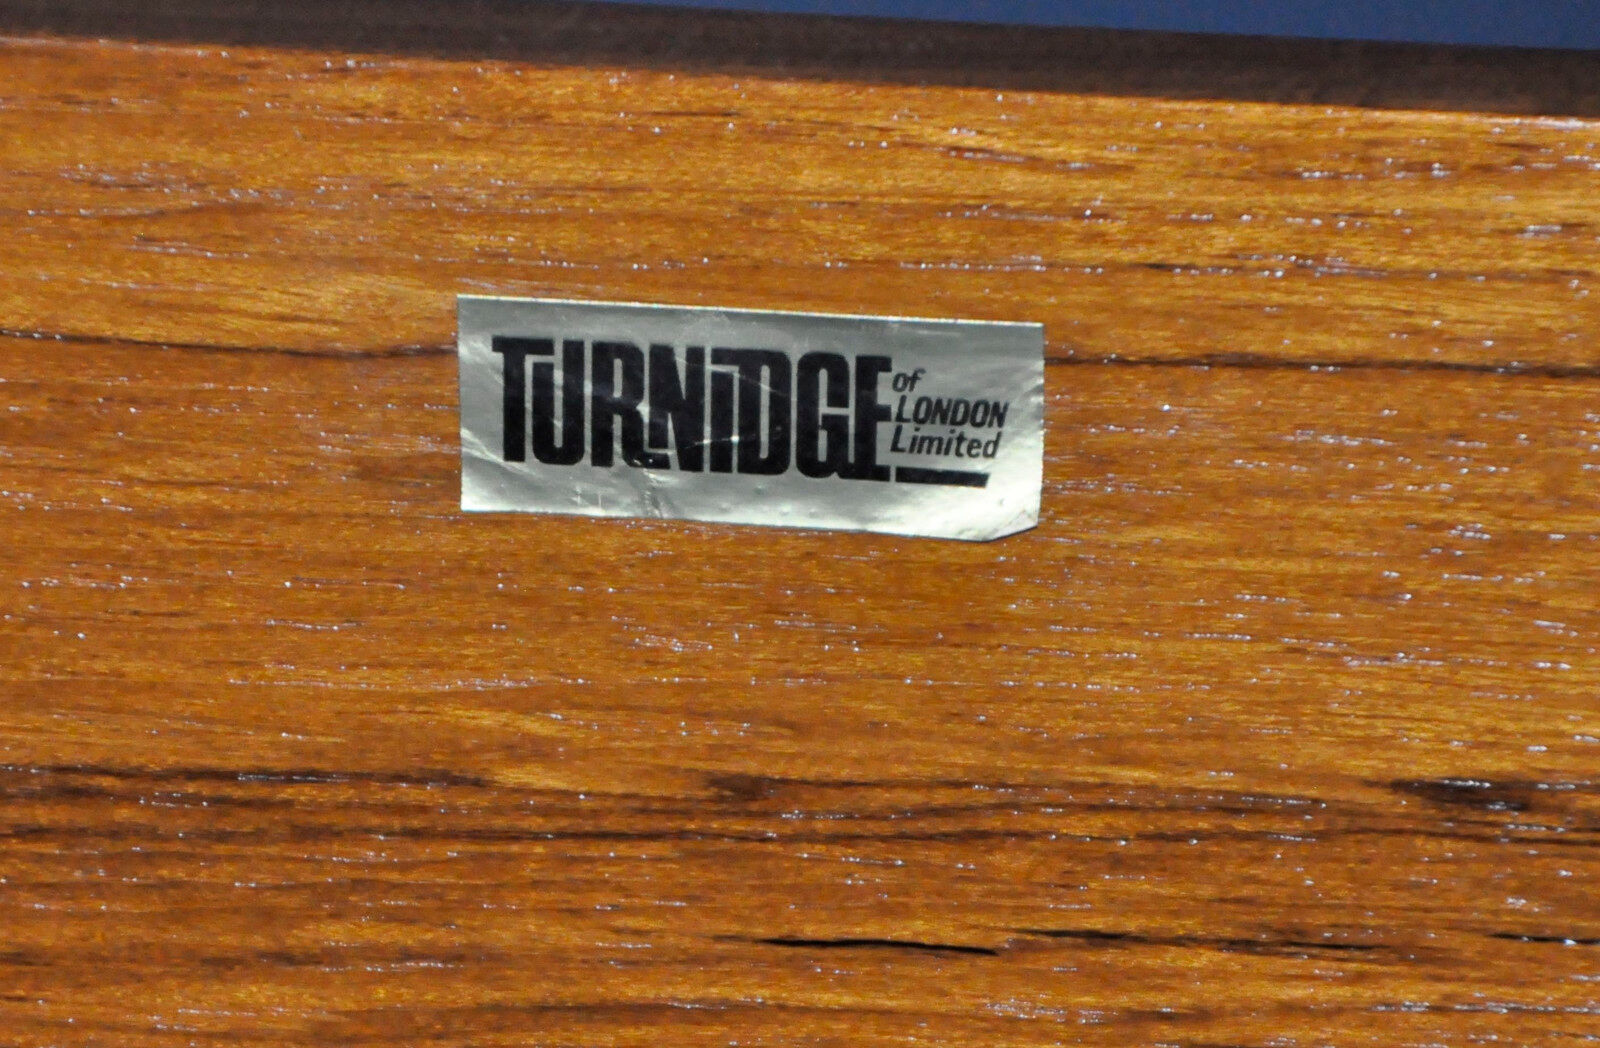 TURNIDGE
of
LONDON
Limited